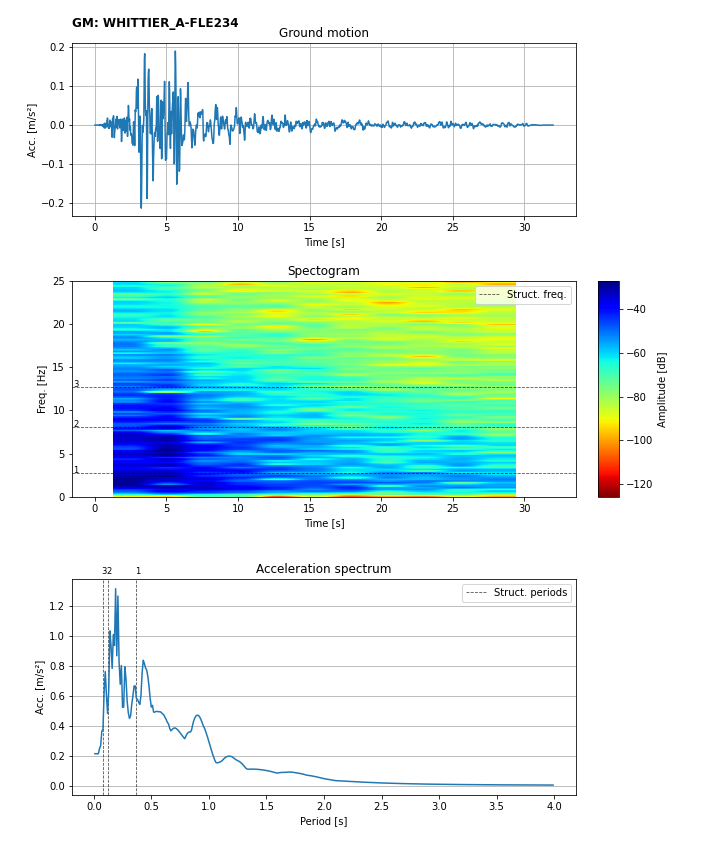 GM: WHITTIER_A-FLE234
Ground motion
Acc. [m/s²]
0.2
0.1
0.0
−0.1
−0.2
0 5 10 15 20 25 30
Time [s]
Spectogram
Freq. [Hz]
25
20
15
10
5
0
Struct. freq.
3
2
1
0 5 10 15 20 25 30
Time [s]
−40
−60
−80
−100
−120
Amplitude [dB]
Acceleration spectrum
32 1
Struct. periods
Acc. [m/s²]
1.2
1.0
0.8
0.6
0.4
0.2
0.0
0.0 0.5 1.0 1.5 2.0 2.5 3.0 3.5 4.0
Period [s]